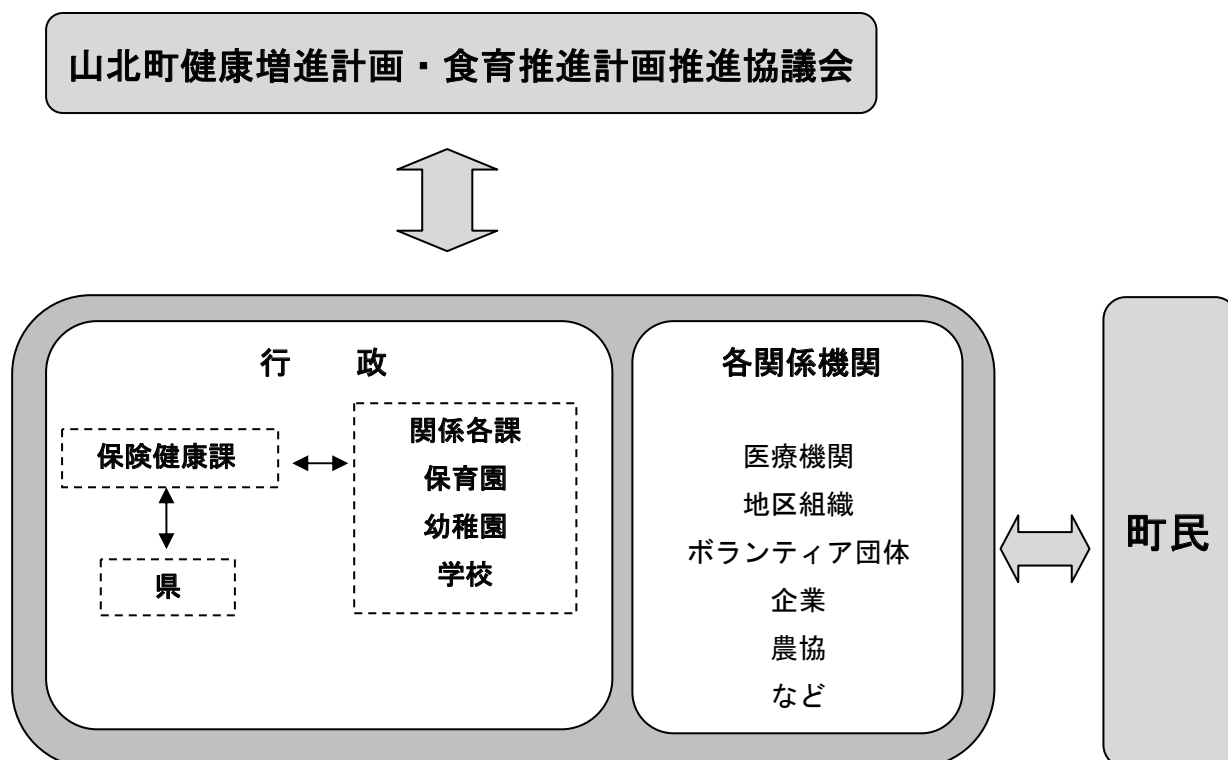 山北町健康増進計画・食育推進計画推進協議会
行　　政
保険健康課
県
関係各課
保育園
幼稚園
学校
各関係機関
医療機関
地区組織
ボランティア団体
企業
農協
など
町民